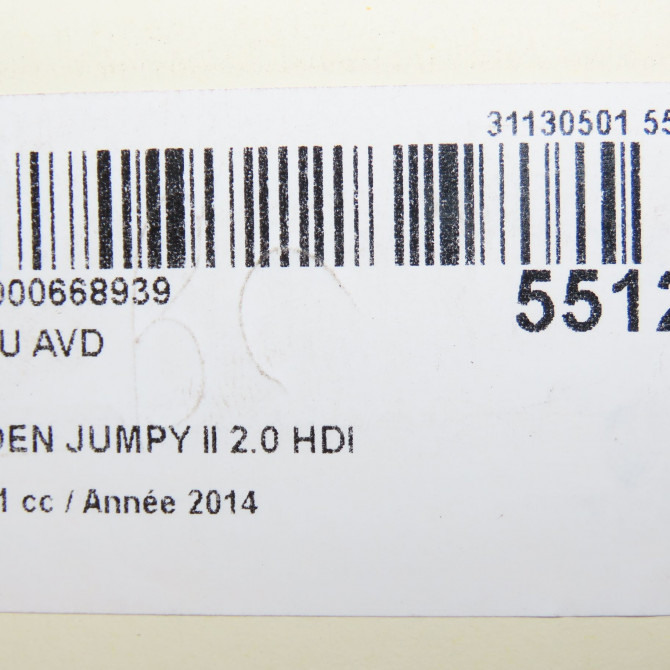 31130501 55
000668939
5512
U AVD
DEN JUMPY II 2.0 HDI
1 cc / Année 2014